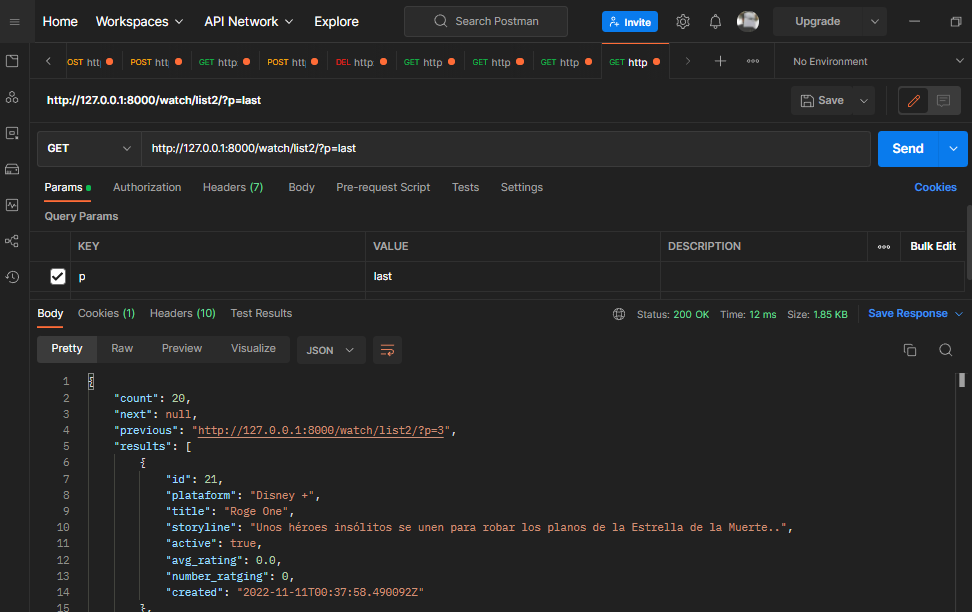 Home Workspaces API Network Explore Search Postman Invite Upgrade
OST htt POST htt GET http POST htt DEL http GET http GET http GET http GET http No Environment
http://127.0.0.1:8000/watch/list2/?p=last Save
GET http://127.0.0.1:8000/watch/list2/?p=last Send
Params Authorization Headers (7) Body Pre-request Script Tests Settings Cookies
Query Params
KEY VALUE DESCRIPTION Bulk Edit
p last
Body Cookies (1) Headers (10) Test Results Status: 200 OK Time: 12 ms Size: 1.85 KB Save Response
Pretty Raw Preview Visualize JSON
1 {
2 "count": 20,
3 "next": null,
4 "previous": "http://127.0.0.1:8000/watch/list2/?p=3",
5 "results": [
6 {
7 "id": 21,
8 "plataform": "Disney +",
9 "title": "Roge One",
10 "storyline": "Unos héroes insólitos se unen para robar los planos de la Estrella de la Muerte..",
11 "active": true,
12 "avg_rating": 0.0,
13 "number_ratging": 0,
14 "created": "2022-11-11T00:37:58.490092Z"
15 },